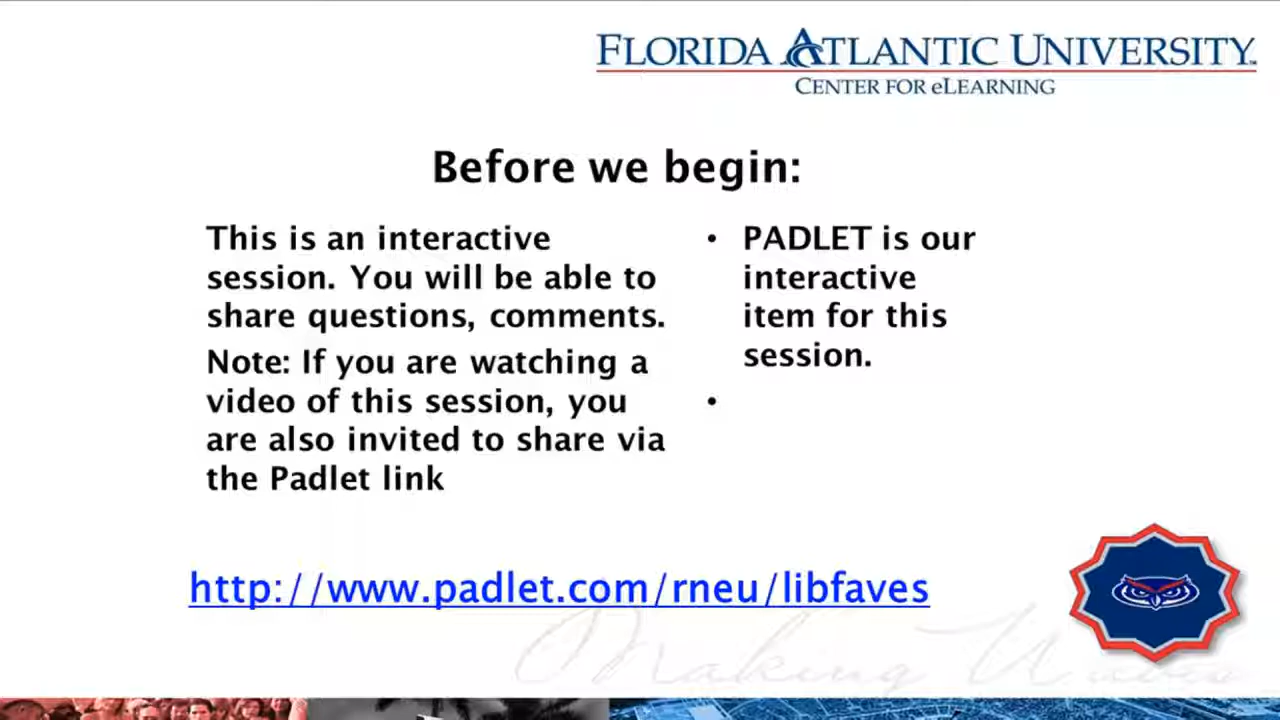 FLORIDA ATLANTIC UNIVERSITY
CENTER FOR eLEARNING
Before we begin:
This is an interactive
session. You will be able to
share questions, comments.
Note: If you are watching a
video of this session, you
are also invited to share via
the Padlet link
• PADLET is our
interactive
item for this
session.
•
http://www.padlet.com/rneu/libfaves
Making Waves